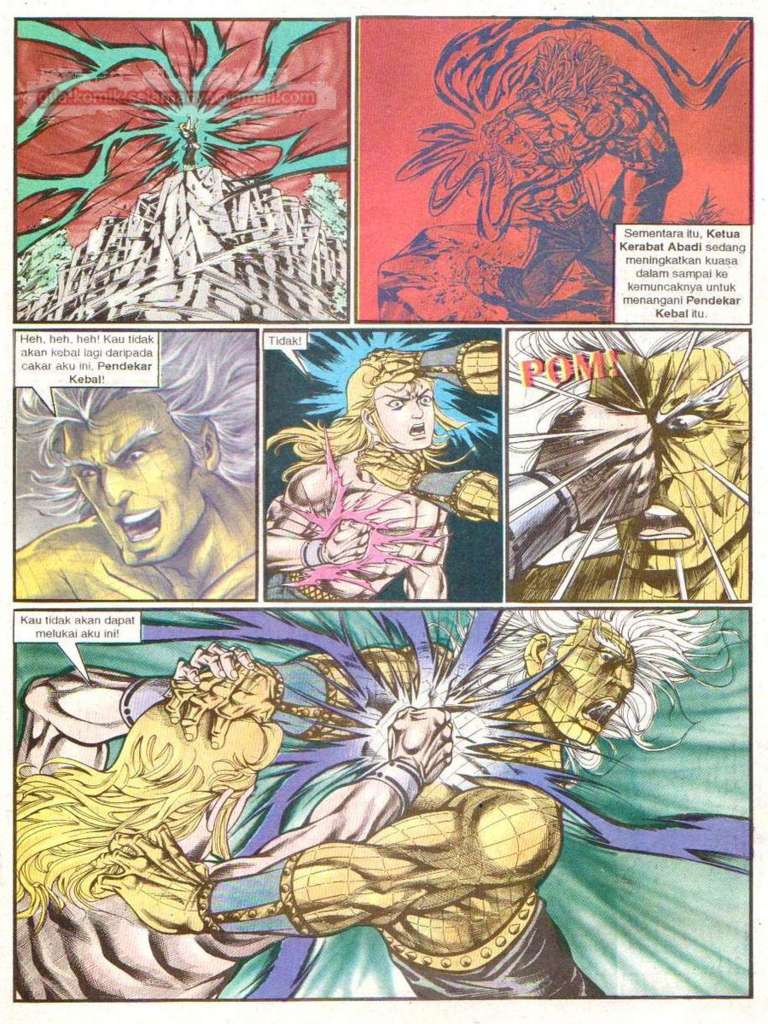 Sementara itu, Ketua
Kerabat Abadi sedang
meningkatkan kuasa
dalam sampai ke
kemuncaknya untuk
menangani Pendekar
Kebal itu.
Heh, heh, heh! Kau tidak
akan kebal lagi daripada
cakar aku ini, Pendekar
Kebal!
Tidak!
POM!
Kau tidak akan dapat
melukai aku ini!